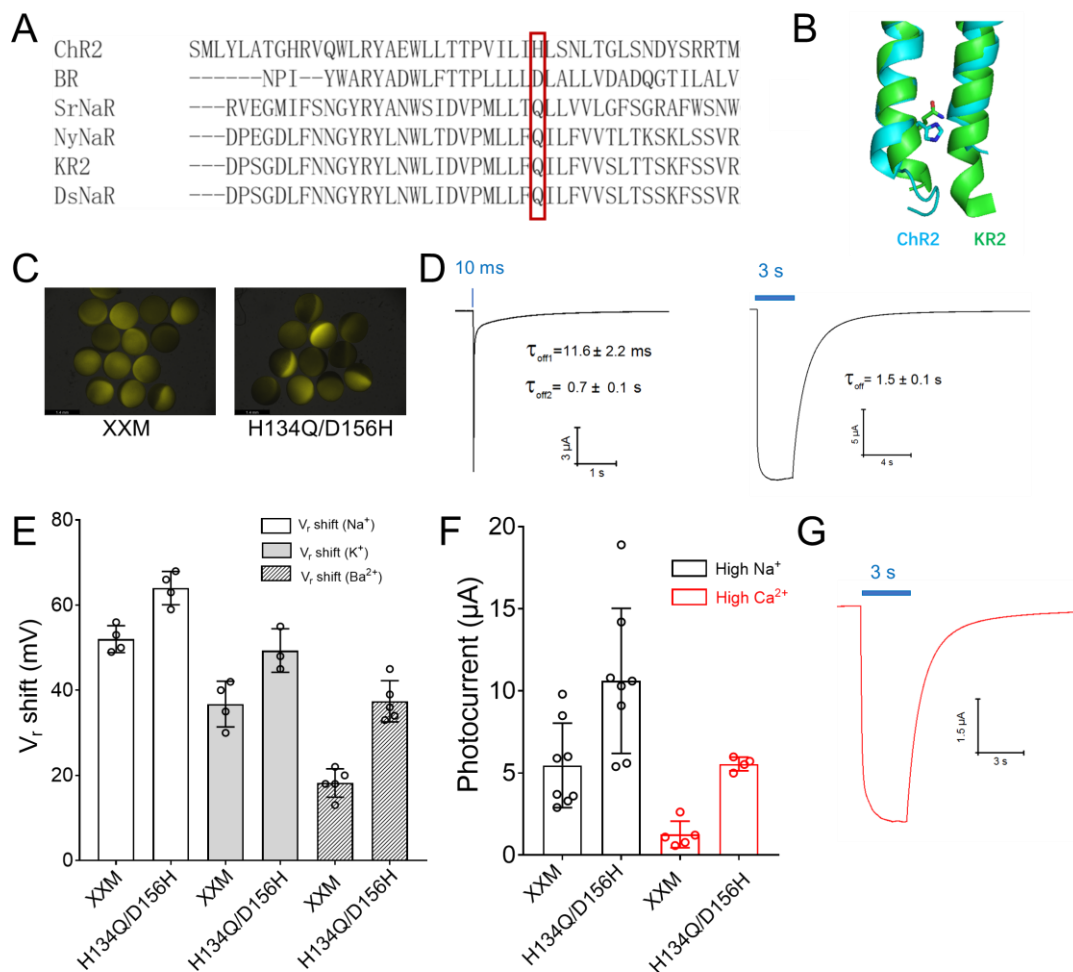 A
ChR2 SMLYLATGHRVQWLRYAEWLLTTPVILIHLSNLTGLSNDYSRRTM
BR ------NPI--YWARYADWLFTTPLLLLDLALLVDADQGTILALV
SrNaR ---RVEGMIFSNGYRYANWSIDVPMLLTQLLVVLGFSGRAFWSNW
NyNaR ---DPEGDLFNNGYRYLNWLIDVPMLLFQILFVVTLTKSKLSSVR
KR2 ---DPSGDLFNNGYRYLNWLIDVPMLLFQILFVVSLTTSKFSSVR
DsNaR ---DPSGDLFNNGYRYLNWLIDVPMLLFQILFVVSLTSSKFSSVR
B
ChR2 KR2
C
XXM H134Q/D156H
D
10 ms
τoff1=11.6 ± 2.2 ms
τoff2= 0.7 ± 0.1 s
3 µA
1 s
3 s
τoff= 1.5 ± 0.1 s
5 µA
4 s
E
Vr shift (mV)
80
60
40
20
0
Vr shift (Na+)
Vr shift (K+)
Vr shift (Ba2+)
XXM
H134Q/D156H
XXM
H134Q/D156H
XXM
H134Q/D156H
F
Photocurrent (µA)
20
15
10
5
0
High Na+
High Ca2+
XXM
H134Q/D156H
XXM
H134Q/D156H
G
3 s
1.5 µA
3 s